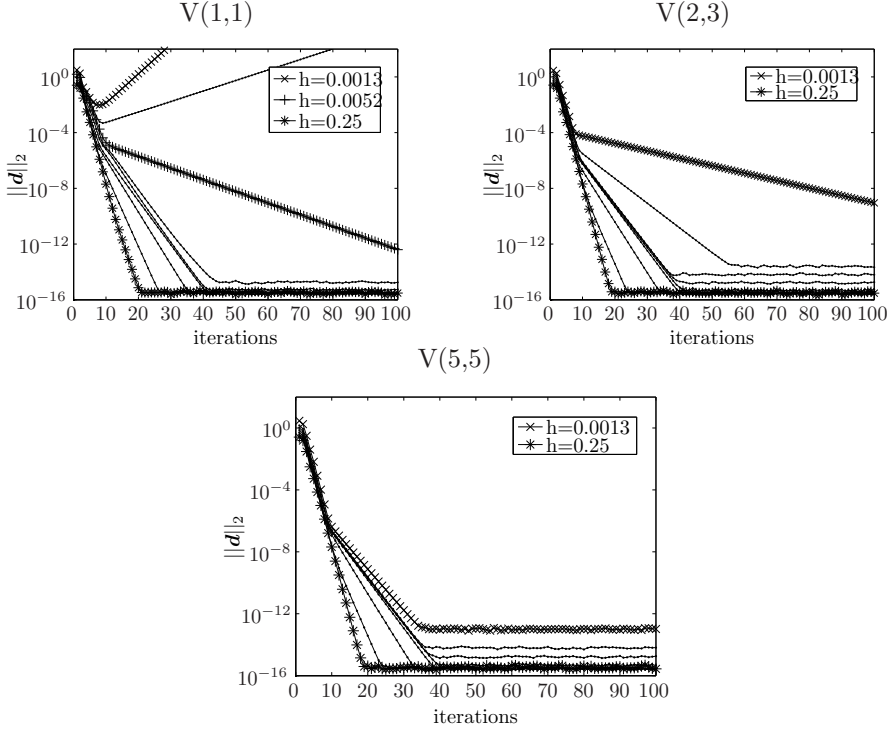 V(1,1)
10^0
10^-4
10^-8
10^-12
10^-16
||d||_2
0 10 20 30 40 50 60 70 80 90 100
iterations
h=0.0013
h=0.0052
h=0.25
V(2,3)
10^0
10^-4
10^-8
10^-12
10^-16
||d||_2
0 10 20 30 40 50 60 70 80 90 100
iterations
h=0.0013
h=0.25
V(5,5)
10^0
10^-4
10^-8
10^-12
10^-16
||d||_2
0 10 20 30 40 50 60 70 80 90 100
iterations
h=0.0013
h=0.25